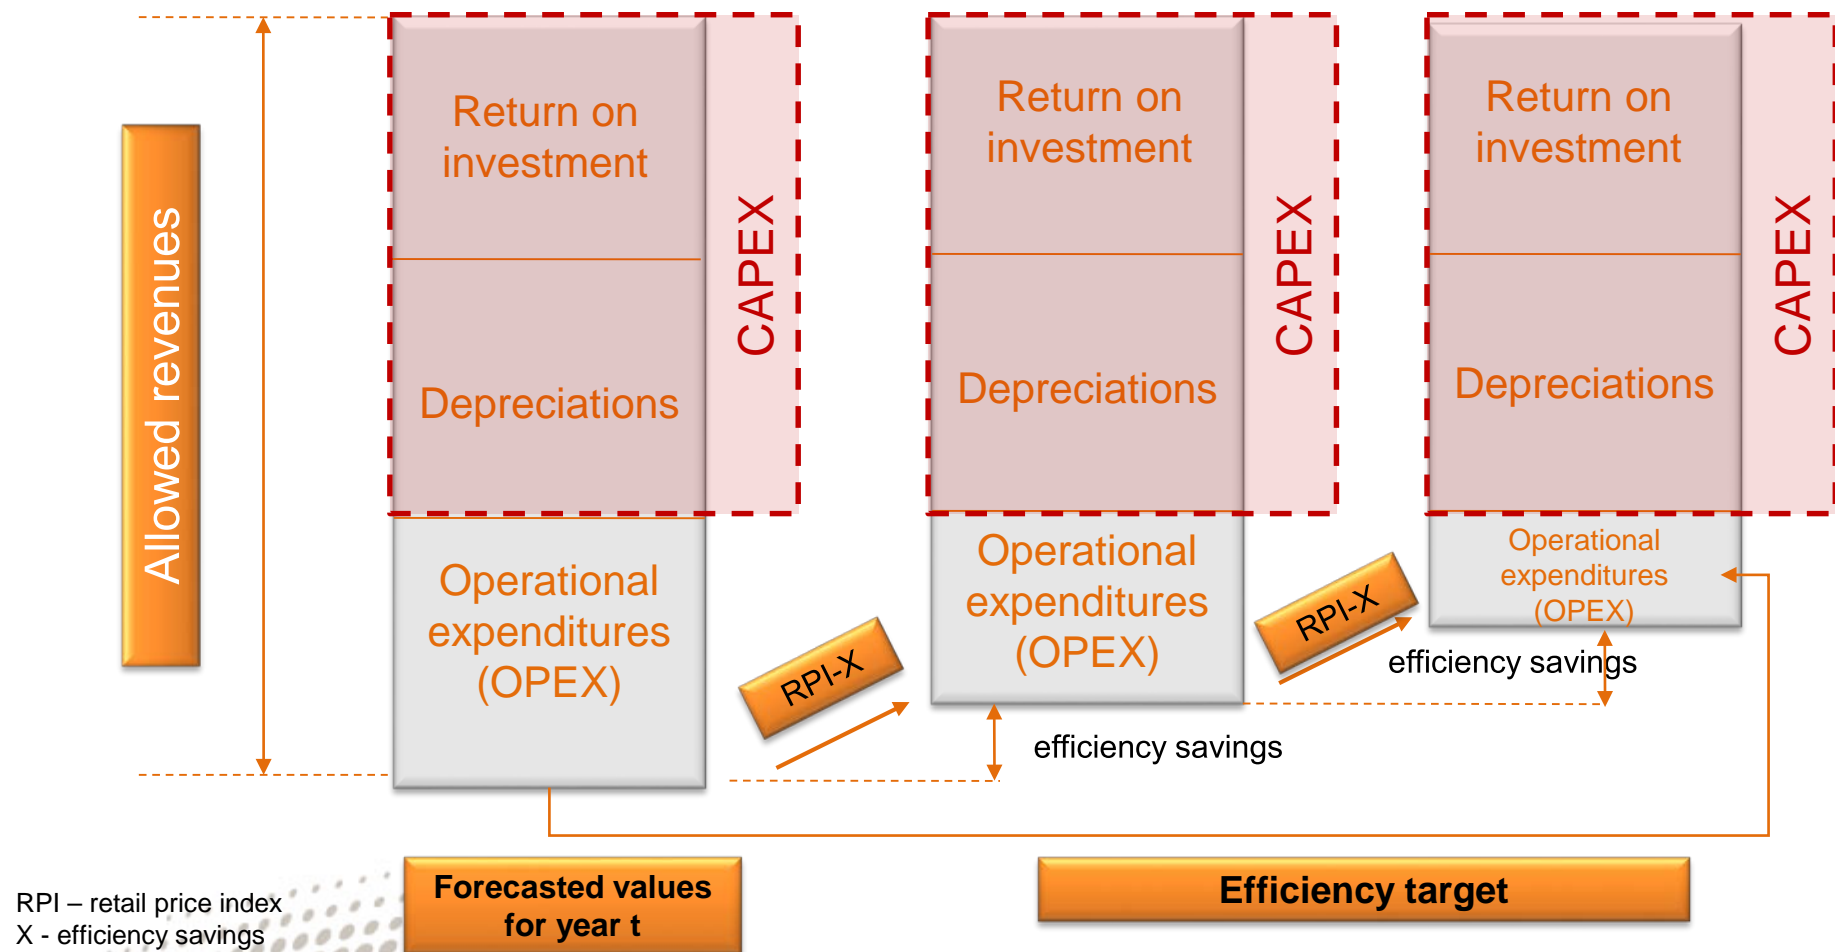 Allowed revenues
Return on
investment
Depreciations
CAPEX
Operational
expenditures
(OPEX)
RPI-X
Return on
investment
Depreciations
CAPEX
Operational
expenditures
(OPEX)
efficiency savings
RPI-X
Return on
investment
Depreciations
CAPEX
Operational
expenditures
(OPEX)
efficiency savings
Forecasted values
for year t
Efficiency target
RPI – retail price index
X - efficiency savings